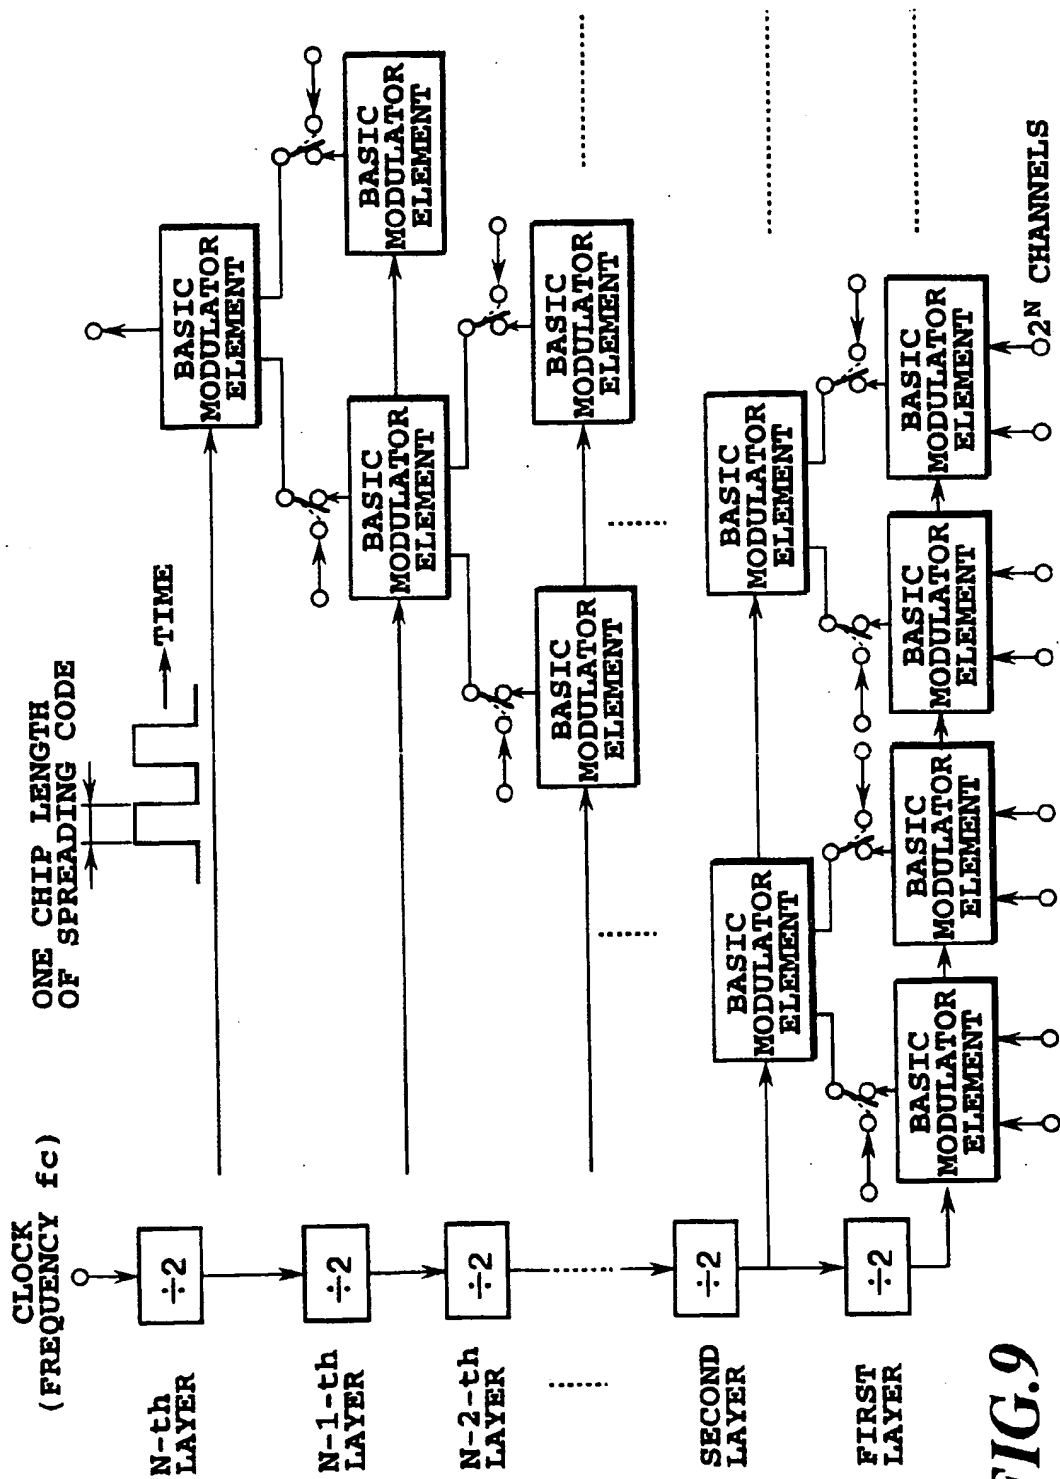 CLOCK
(FREQUENCY fc)
ONE CHIP LENGTH
OF SPREADING CODE
TIME
N-th
LAYER
÷2
BASIC
MODULATOR
ELEMENT
N-1-th
LAYER
÷2
BASIC
MODULATOR
ELEMENT
BASIC
MODULATOR
ELEMENT
N-2-th
LAYER
÷2
BASIC
MODULATOR
ELEMENT
BASIC
MODULATOR
ELEMENT
SECOND
LAYER
÷2
BASIC
MODULATOR
ELEMENT
BASIC
MODULATOR
ELEMENT
FIRST
LAYER
÷2
BASIC
MODULATOR
ELEMENT
BASIC
MODULATOR
ELEMENT
BASIC
MODULATOR
ELEMENT
BASIC
MODULATOR
ELEMENT
2ᴺ CHANNELS
FIG.9